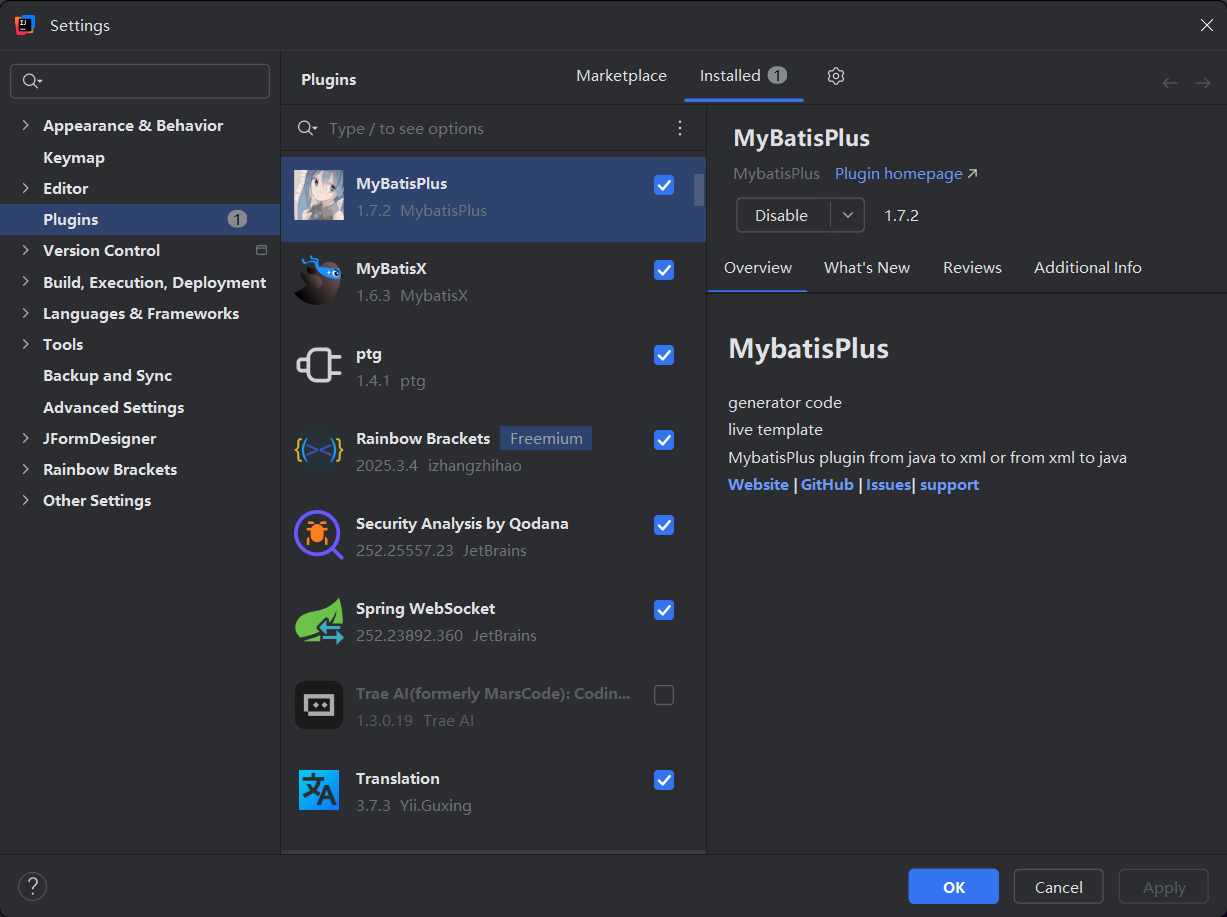 Settings
Appearance & Behavior
Keymap
Editor
Plugins 1
Version Control
Build, Execution, Deployment
Languages & Frameworks
Tools
Backup and Sync
Advanced Settings
JFormDesigner
Rainbow Brackets
Other Settings
Plugins
Marketplace
Installed 1
Type / to see options
MyBatisPlus
1.7.2 MybatisPlus
MyBatisX
1.6.3 MybatisX
ptg
1.4.1 ptg
Rainbow Brackets Freemium
2025.3.4 izhangzhihao
Security Analysis by Qodana
252.25557.23 JetBrains
Spring WebSocket
252.23892.360 JetBrains
Trae AI(formerly MarsCode): Codin...
1.3.0.19 Trae AI
Translation
3.7.3 Yii.Guxing
MyBatisPlus
MybatisPlus Plugin homepage ↗
Disable 1.7.2
Overview What's New Reviews Additional Info
MybatisPlus
generator code
live template
MybatisPlus plugin from java to xml or from xml to java
Website | GitHub | Issues| support
?
OK Cancel Apply